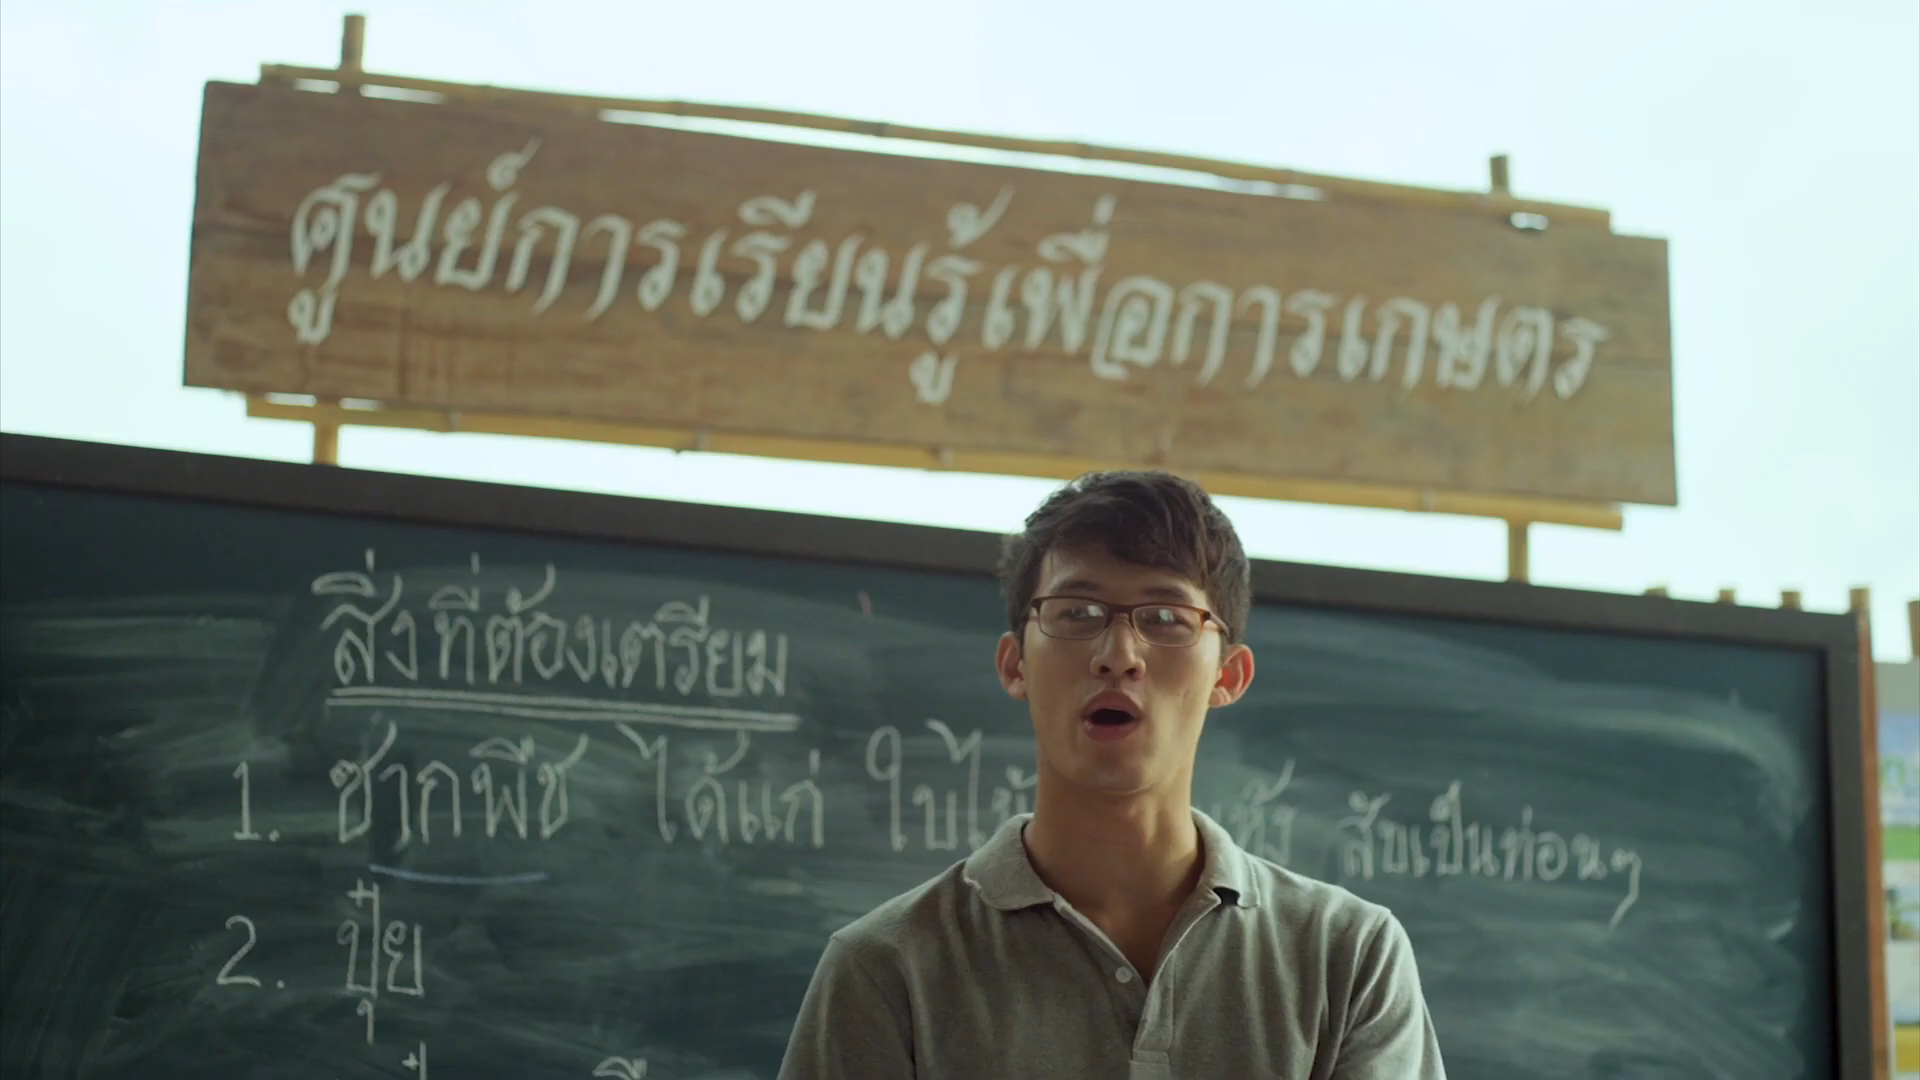 ศูนย์การเรียนรู้เพื่อการเกษตร
สิ่งที่ต้องเตรียม
1. ซากพืช ได้แก่ ใบไม้ สับเป็นท่อนๆ
2. ปุ๋ย